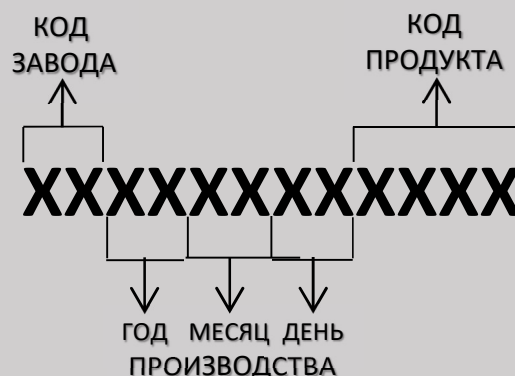 КОД
ЗАВОДА
КОД
ПРОДУКТА
XXXXXXXXXXXX
ГОД МЕСЯЦ ДЕНЬ
ПРОИЗВОДСТВА